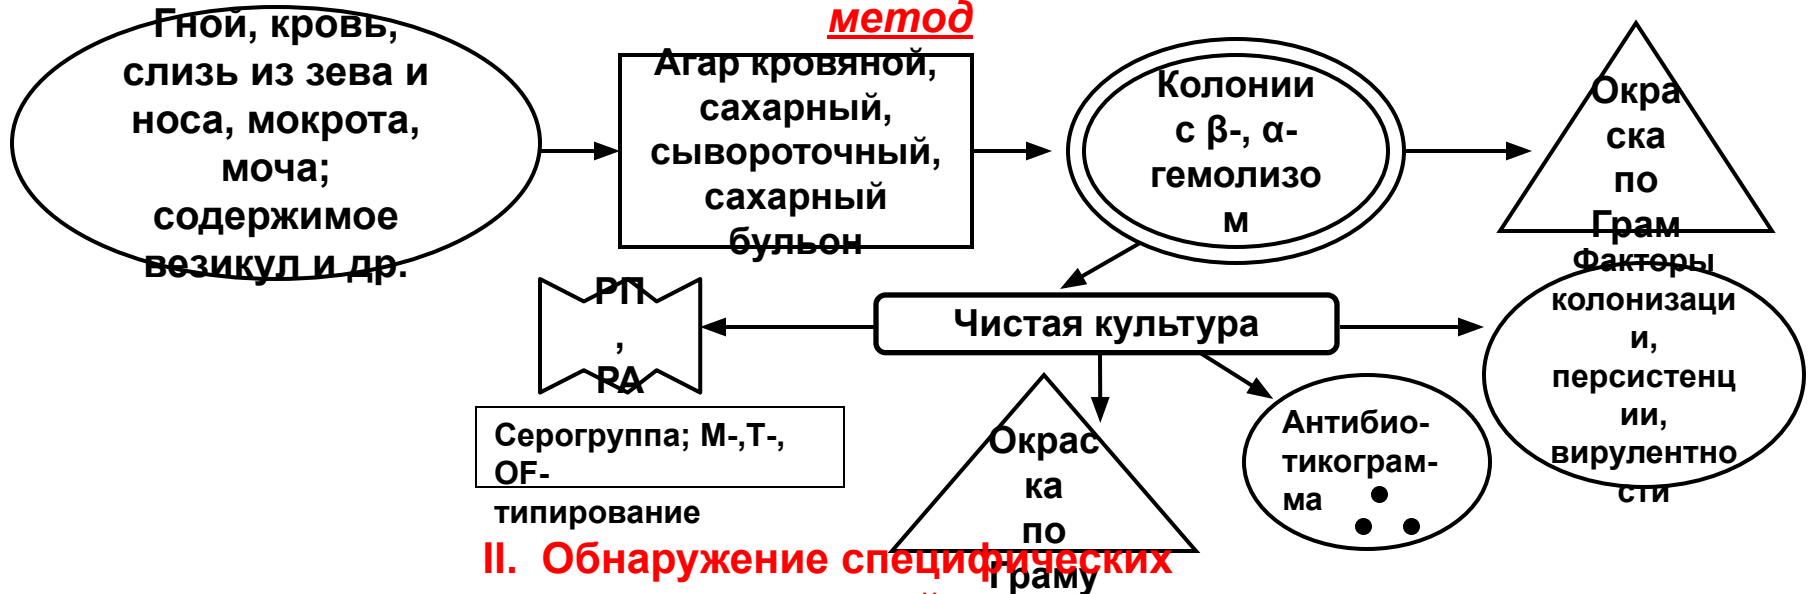 метод
Гной, кровь,
слизь из зева и
носа, мокрота,
моча;
содержимое
везикул и др.
Агар кровяной,
сахарный,
сывороточный,
сахарный
бульон
Колонии
с β-, α-
гемолизо
м
Окра
ска
по
Грам
РП
,
РА
Чистая культура
Факторы
колонизаци
и,
персистенц
ии,
вирулентно
сти
Серогруппа; М-,Т-,
OF-
типирование
Окрас
ка
по
Граму
Антибио-
тикограм-
ма
II. Обнаружение специфических